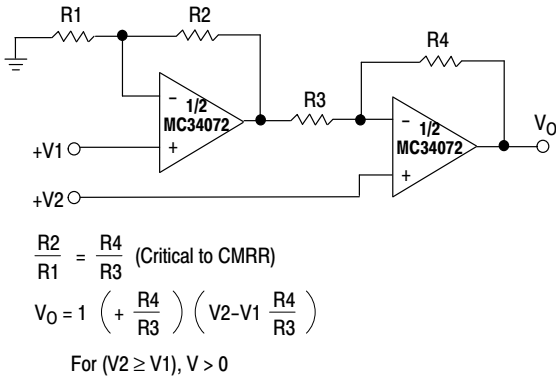 R1
R2
R4
R3
−
1/2
MC34072
+
−
1/2
MC34072
+
VO
+V1
+V2
R2/R1 = R4/R3 (Critical to CMRR)
VO = 1 ( + R4/R3 ) ( V2−V1 R4/R3 )
For (V2 ≥ V1), V > 0